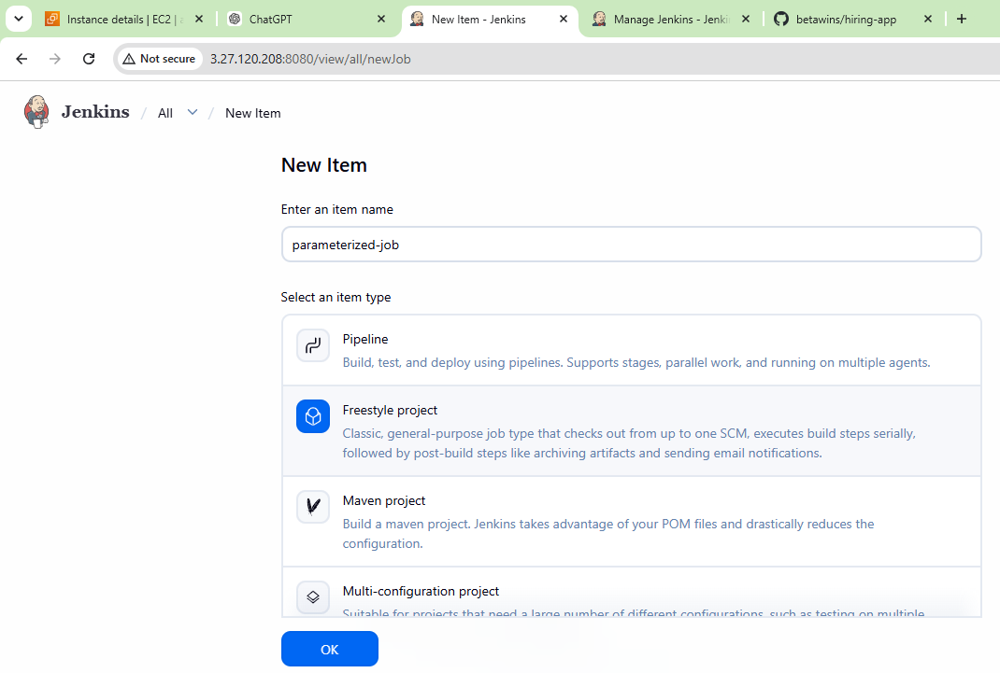 Instance details | EC2 | a
ChatGPT
New Item - Jenkins
Manage Jenkins - Jenki
betawins/hiring-app
Not secure
3.27.120.208:8080/view/all/newJob
Jenkins / All / New Item
New Item
Enter an item name
parameterized-job
Select an item type
Pipeline
Build, test, and deploy using pipelines. Supports stages, parallel work, and running on multiple agents.
Freestyle project
Classic, general-purpose job type that checks out from up to one SCM, executes build steps serially,
followed by post-build steps like archiving artifacts and sending email notifications.
Maven project
Build a maven project. Jenkins takes advantage of your POM files and drastically reduces the
configuration.
Multi-configuration project
Suitable for projects that need a large number of different configurations, such as testing on multiple
OK